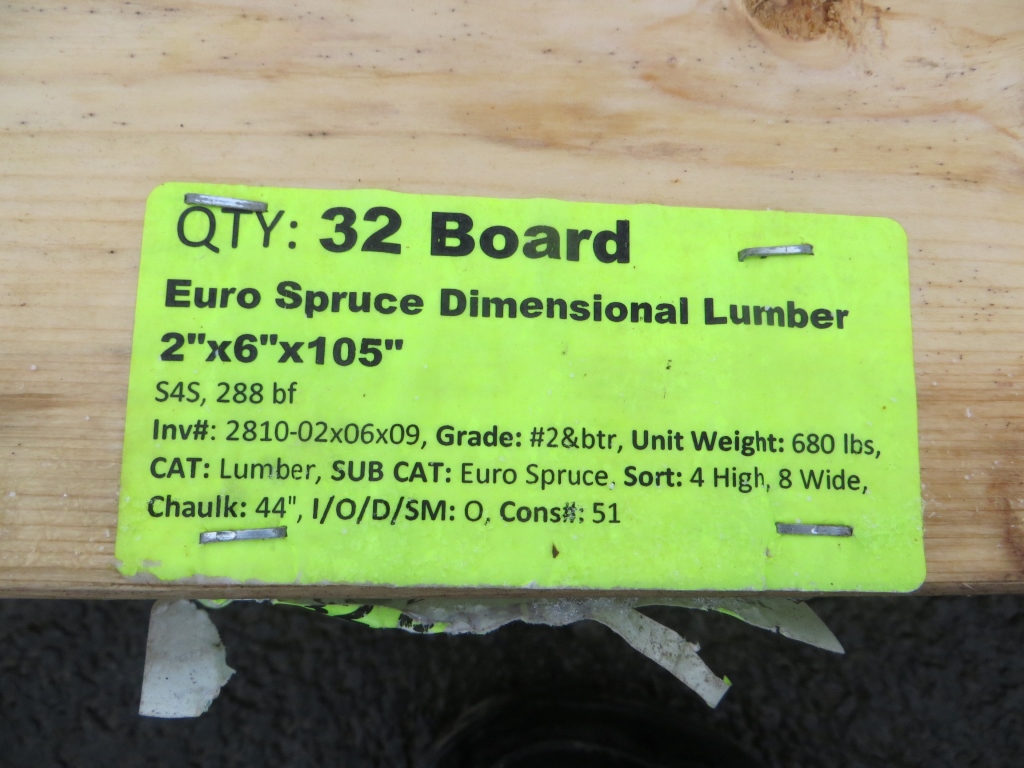 QTY: 32 Board
Euro Spruce Dimensional Lumber
2"x6"x105"
S4S, 288 bf
Inv#: 2810-02x06x09, Grade: #2&btr, Unit Weight: 680 lbs,
CAT: Lumber, SUB CAT: Euro Spruce, Sort: 4 High, 8 Wide,
Chaulk: 44", I/O/D/SM: O, Cons#: 51